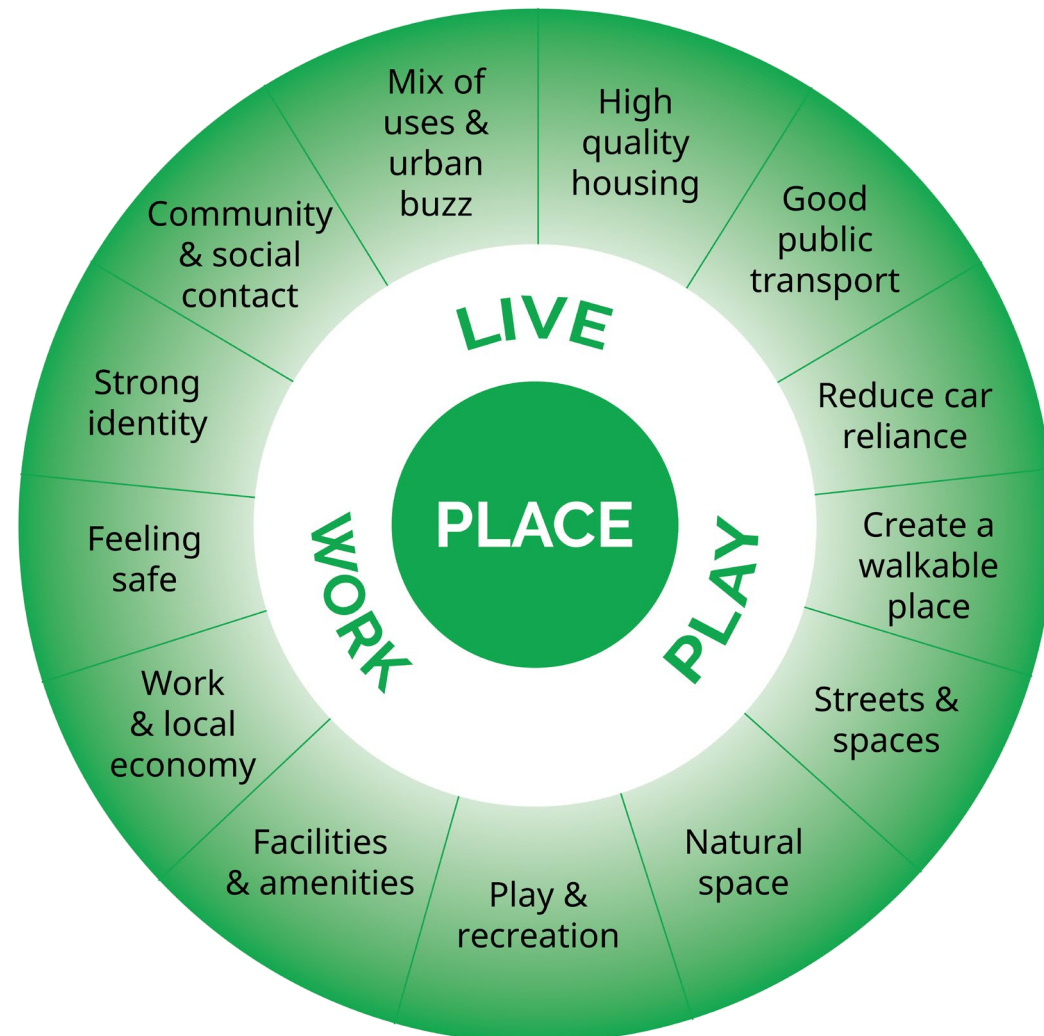 Mix of
uses &
urban
buzz
High
quality
housing
Good
public
transport
Reduce car
reliance
Create a
walkable
place
Streets &
spaces
Natural
space
Play &
recreation
Facilities
& amenities
Work
& local
economy
Feeling
safe
Strong
identity
Community
& social
contact
LIVE
PLAY
WORK
PLACE